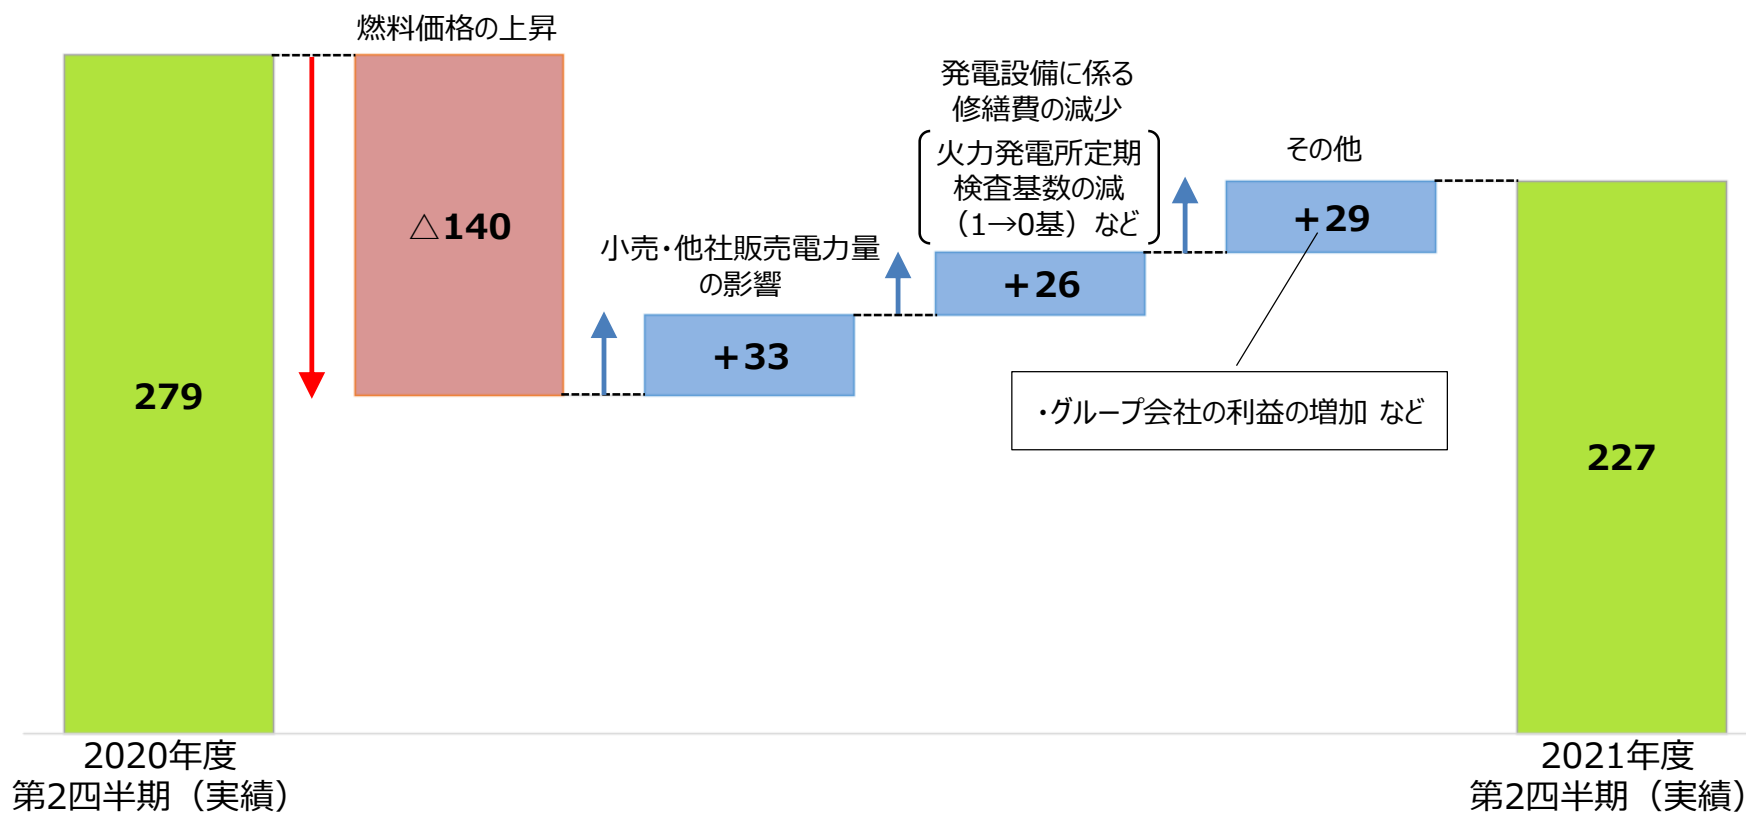 燃料価格の上昇
△140
小売・他社販売電力量
の影響
+33
発電設備に係る
修繕費の減少
火力発電所定期
検査基数の減
（1→0基）など
+26
その他
+29
・グループ会社の利益の増加 など
279
227
2020年度
第2四半期（実績）
2021年度
第2四半期（実績）